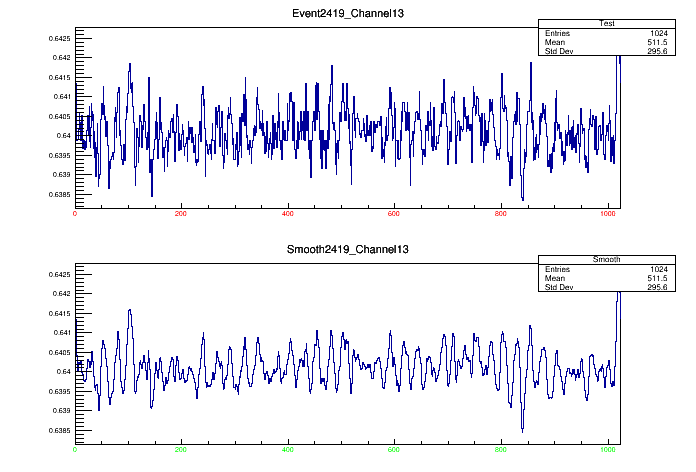 Event2419_Channel13
Test
Entries 1024
Mean 511.5
Std Dev 295.6
0.6425
0.642
0.6415
0.641
0.6405
0.64
0.6395
0.639
0.6385
0 200 400 600 800 1000
Smooth2419_Channel13
Smooth
Entries 1024
Mean 511.5
Std Dev 295.6
0.6425
0.642
0.6415
0.641
0.6405
0.64
0.6395
0.639
0.6385
0 200 400 600 800 1000